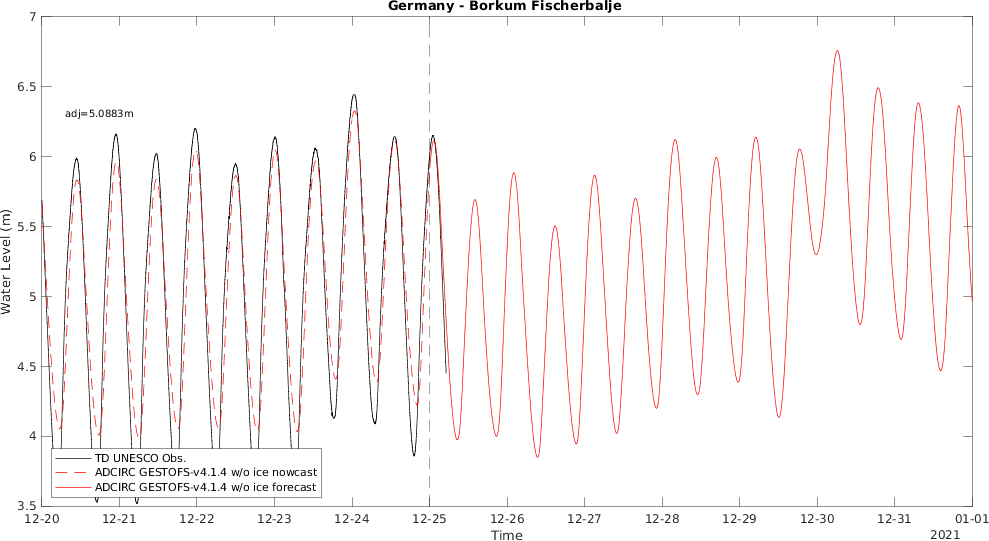 Germany - Borkum Fischerbalje
7
6.5
adj=5.0883m
6
5.5
Water Level (m)
5
4.5
4
TD UNESCO Obs.
ADCIRC GESTOFS-v4.1.4 w/o ice nowcast
ADCIRC GESTOFS-v4.1.4 w/o ice forecast
3.5
12-20 12-21 12-22 12-23 12-24 12-25 12-26 12-27 12-28 12-29 12-30 12-31 01-01
Time 2021